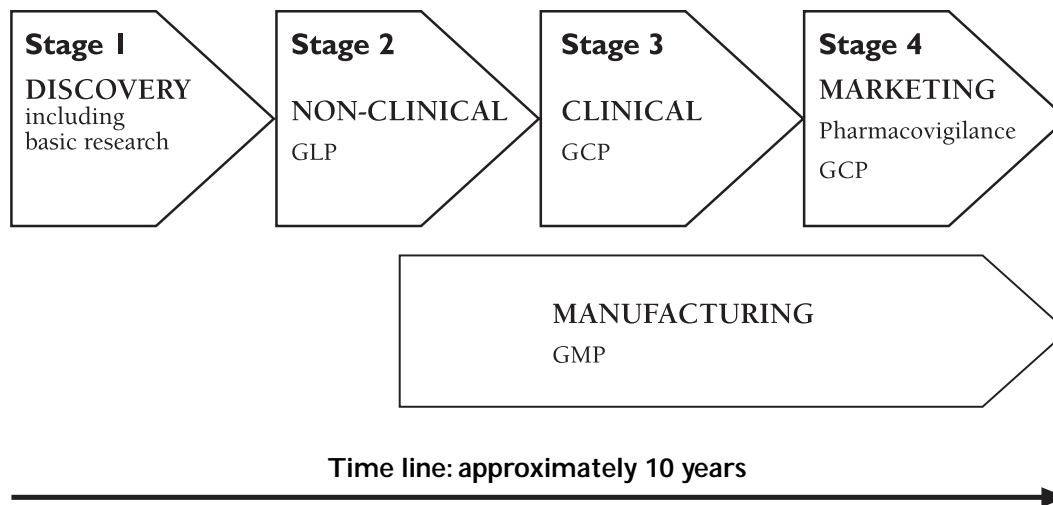 Stage 1
DISCOVERY
including
basic research
Stage 2
NON-CLINICAL
GLP
Stage 3
CLINICAL
GCP
Stage 4
MARKETING
Pharmacovigilance
GCP
MANUFACTURING
GMP
Time line: approximately 10 years